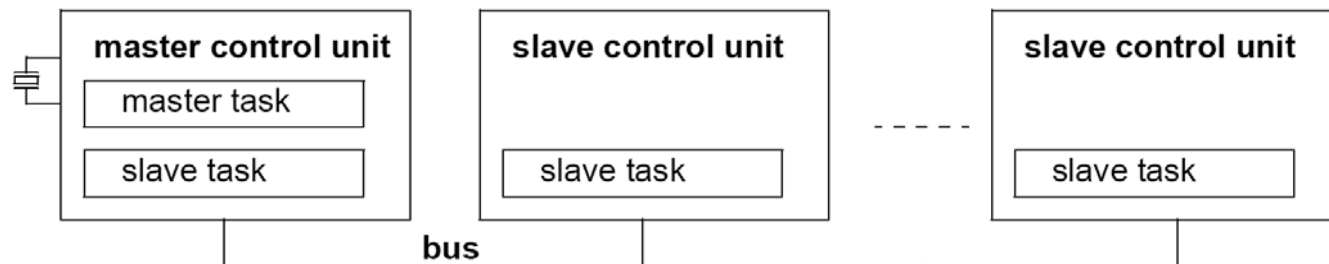 master control unit
master task
slave task
slave control unit
slave task
slave control unit
slave task
bus